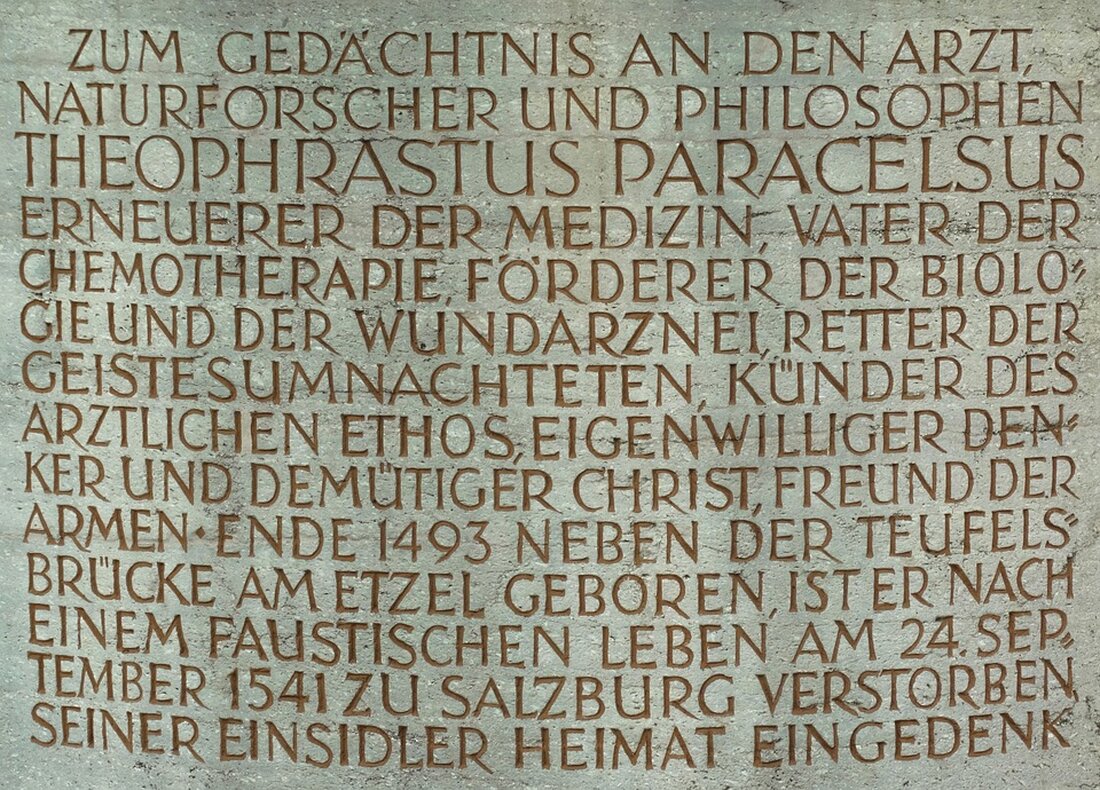 ZUM GEDÄCHTNIS AN DEN ARZT,
NATURFORSCHER UND PHILOSOPHEN
THEOPHRASTUS PARACELSUS
ERNEUERER DER MEDIZIN, VATER DER
CHEMOTHERAPIE, FÖRDERER DER BIOLO-
GIE UND DER WUNDARZNEI, RETTER DER
GEISTESUMNACHTETEN, KÜNDER DES
ARZTLICHEN ETHOS, EIGENWILLIGER DEN-
KER UND DEMÜTIGER CHRIST, FREUND DER
ARMEN · ENDE 1493 NEBEN DER TEUFELS-
BRÜCKE AM ETZEL GEBOREN, IST ER NACH
EINEM FAUSTISCHEN LEBEN, AM 24. SEP-
TEMBER 1541 ZU SALZBURG VERSTORBEN,
SEINER EINSIDLER HEIMAT EINGEDENK